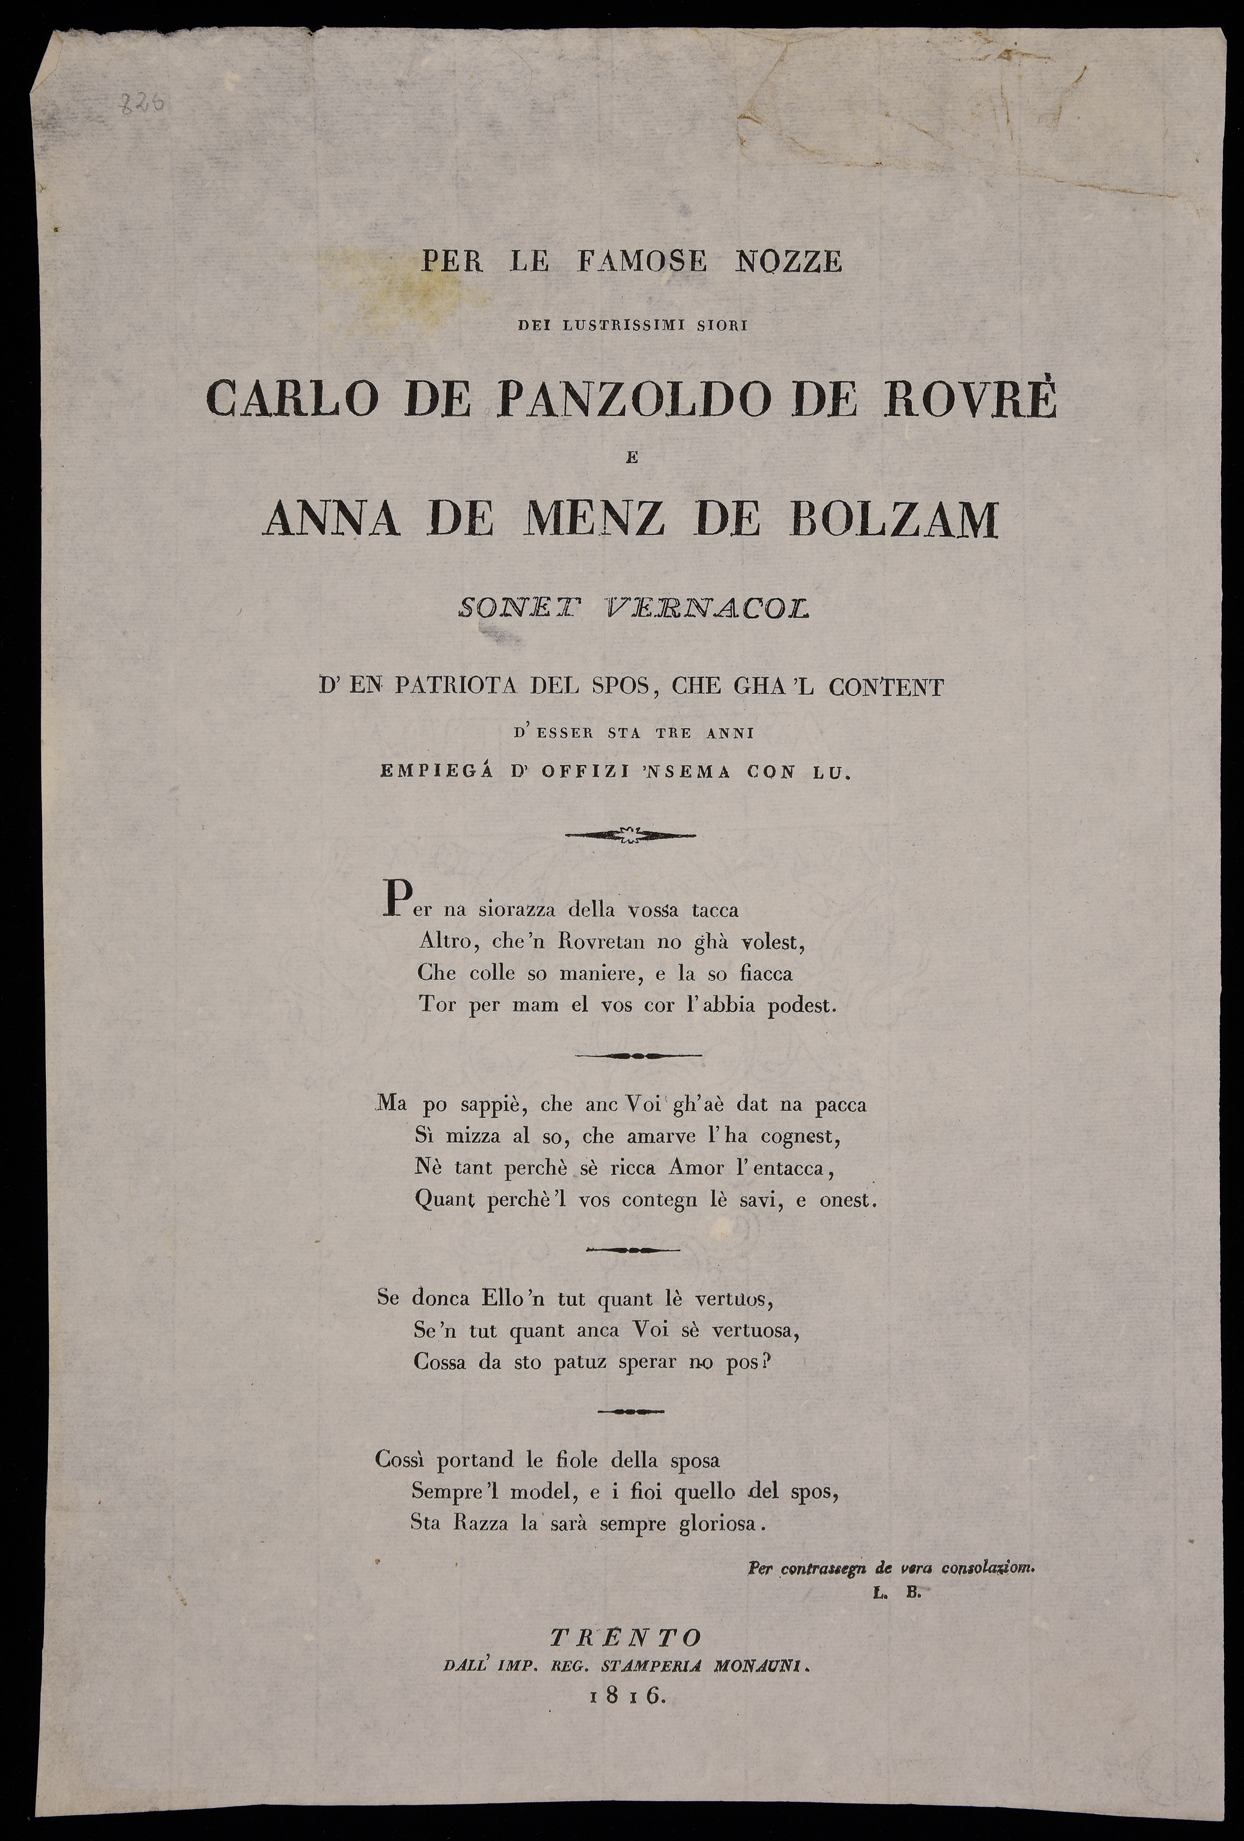 826
PER LE FAMOSE NOZZE
DEI LUSTRISSIMI SIORI
CARLO DE PANZOLDO DE ROVRÈ
E
ANNA DE MENZ DE BOLZAM
SONET VERNACOL
D' EN PATRIOTA DEL SPOS, CHE GHA 'L CONTENT
D' ESSER STA TRE ANNI
EMPIEGÁ D' OFFIZI 'NSEMA CON LU.
Per na siorazza della vossa tacca
Altro, che 'n Rovretan no ghà volest,
Che colle so maniere, e la so fiacca
Tor per mam el vos cor l' abbia podest.
Ma po sappiè, che anc Voi gh'aè dat na pacca
Sì mizza al so, che amarve l' ha cognest,
Nè tant perchè sè ricca Amor l' entacca,
Quant perchè 'l vos contegn lè savi, e onest.
Se donca Ello 'n tut quant lè vertuos,
Se 'n tut quant anca Voi sè vertuosa,
Cossa da sto patuz sperar no pos?
Cossì portand le fiole della sposa
Sempre 'l model, e i fioi quello del spos,
Sta Razza la sarà sempre gloriosa.
Per contrassegn de vera consolaziom.
L. B.
TRENTO
DALL' IMP. REG. STAMPERIA MONAUNI.
1816.